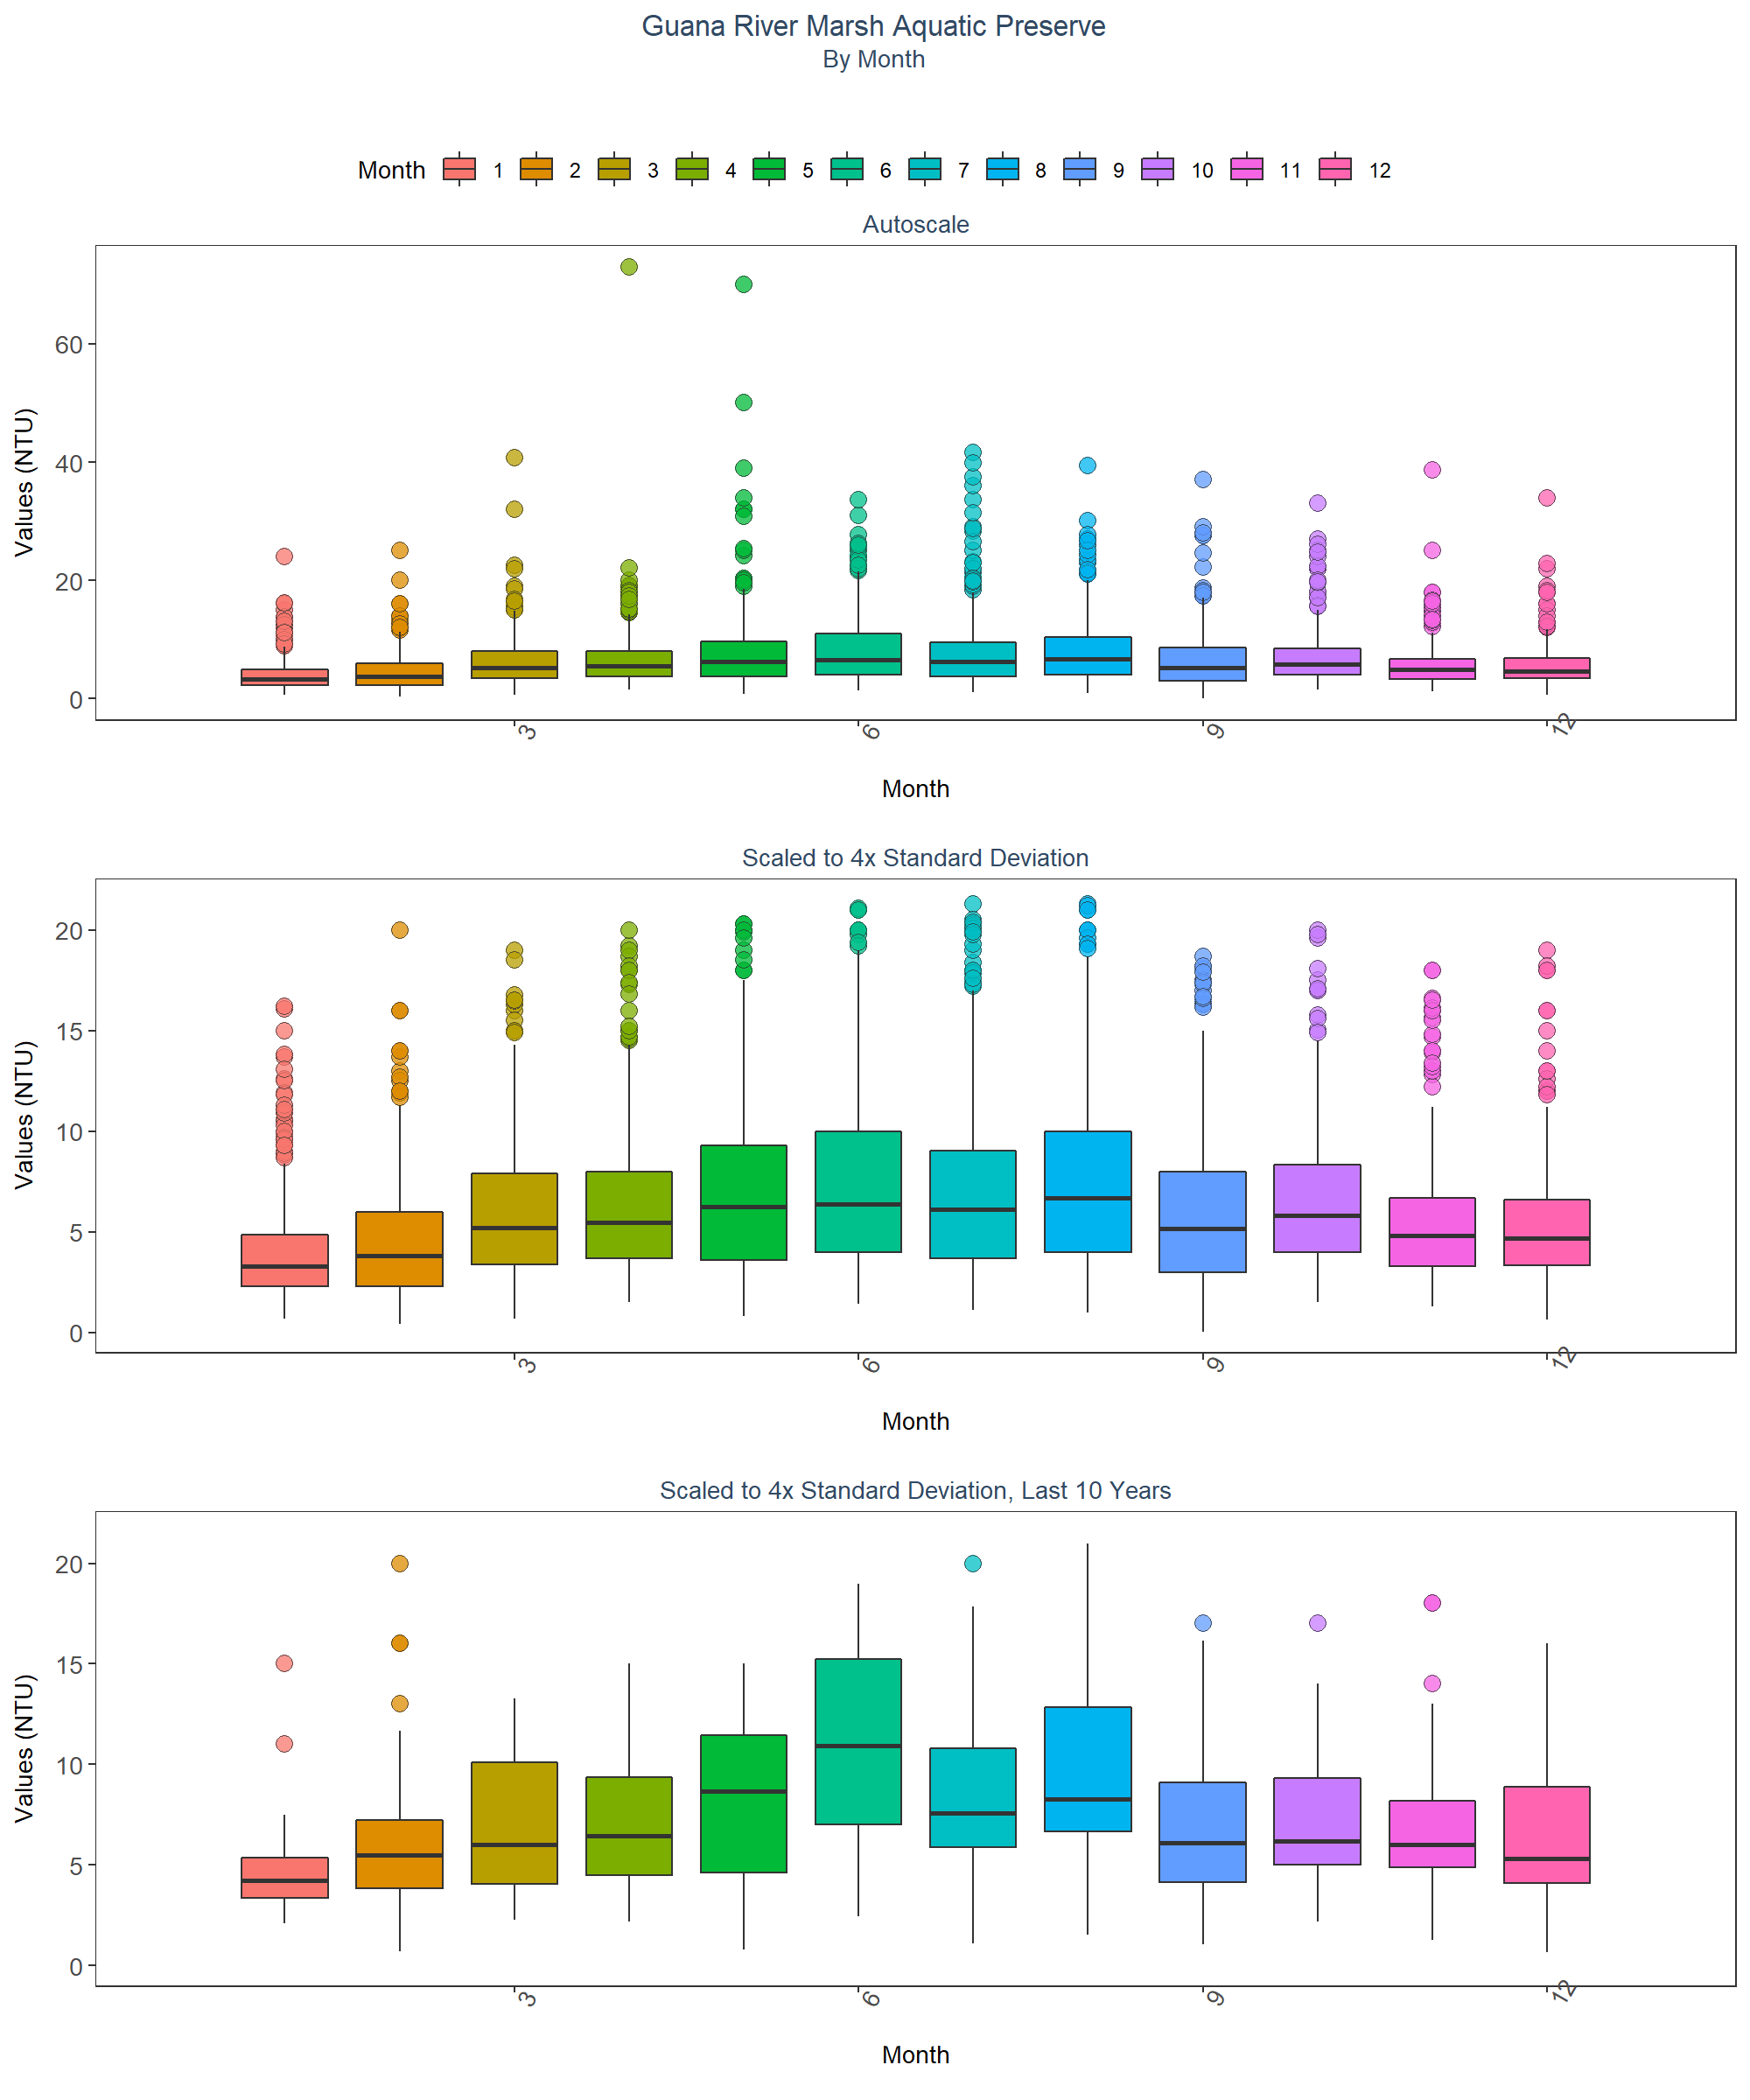 Guana River Marsh Aquatic Preserve
By Month
Month 1 2 3 4 5 6 7 8 9 10 11 12
Autoscale
Values (NTU)
60
40
20
0
3 6 9 12
Month
Scaled to 4x Standard Deviation
Values (NTU)
20
15
10
5
0
3 6 9 12
Month
Scaled to 4x Standard Deviation, Last 10 Years
Values (NTU)
20
15
10
5
0
3 6 9 12
Month